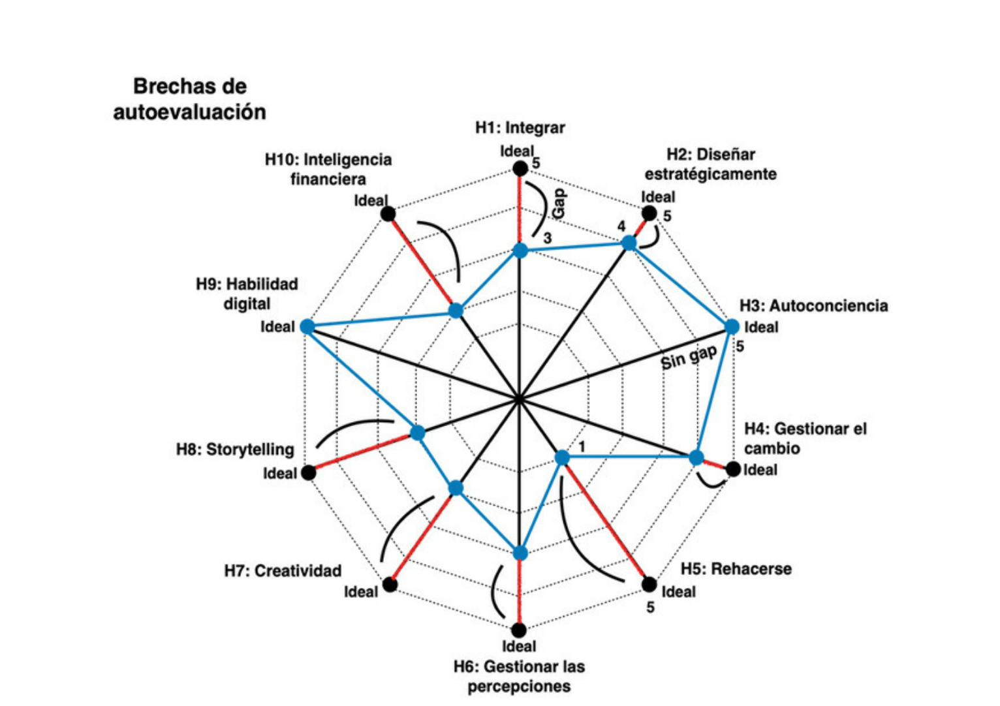 Brechas de
autoevaluación
H1: Integrar
Ideal
5
Gap
3
H2: Diseñar
estratégicamente
Ideal
5
4
H3: Autoconciencia
Ideal
5
Sin gap
H4: Gestionar el
cambio
Ideal
1
H5: Rehacerse
Ideal
5
Ideal
H6: Gestionar las
percepciones
H7: Creatividad
Ideal
H8: Storytelling
Ideal
H9: Habilidad
digital
Ideal
H10: Inteligencia
financiera
Ideal